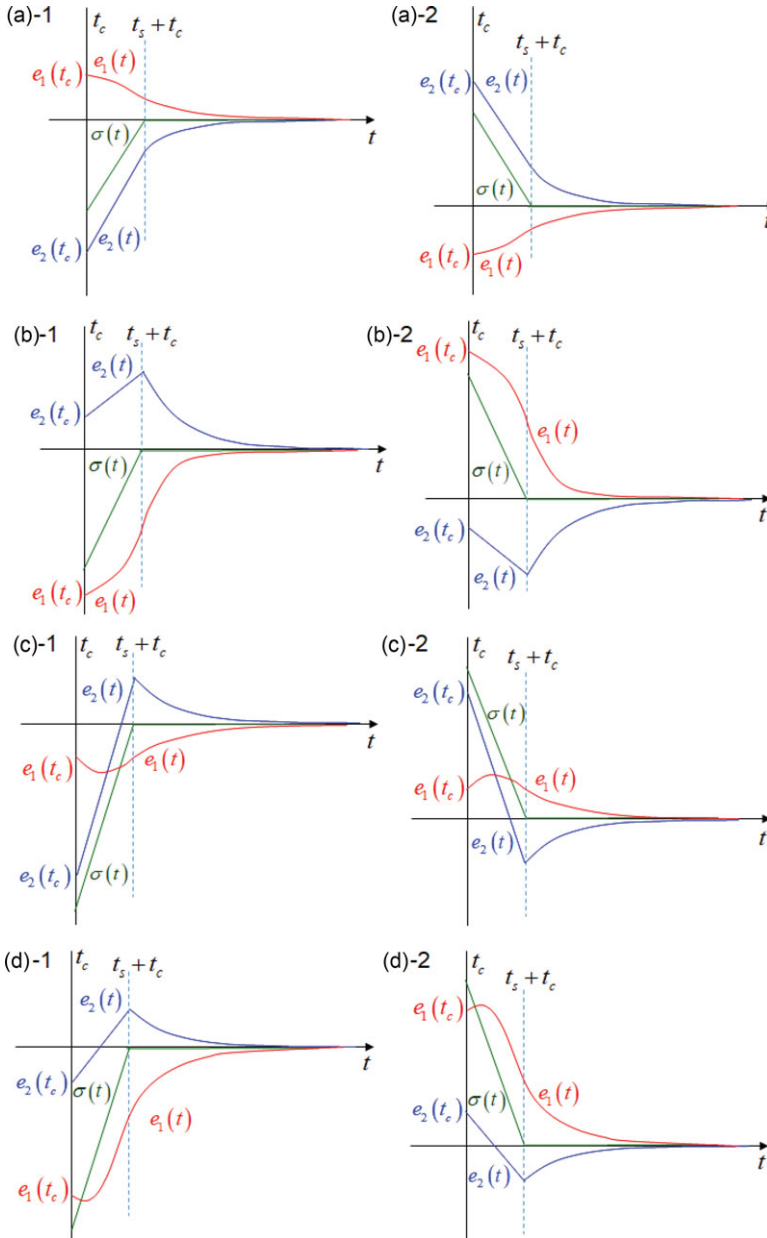 (a)-1
t_c
t_s + t_c
e_1(t_c)
e_1(t)
σ(t)
t
e_2(t_c)
e_2(t)
(a)-2
t_c
t_s + t_c
e_2(t_c)
e_2(t)
σ(t)
t
e_1(t_c)
e_1(t)
(b)-1
t_c
t_s + t_c
e_2(t)
e_2(t_c)
σ(t)
t
e_1(t_c)
e_1(t)
(b)-2
t_c
t_s + t_c
e_1(t_c)
e_1(t)
σ(t)
t
e_2(t_c)
e_2(t)
(c)-1
t_c
t_s + t_c
e_2(t)
t
e_1(t_c)
e_1(t)
e_2(t_c)
σ(t)
(c)-2
t_c
t_s + t_c
e_2(t_c)
σ(t)
e_1(t_c)
e_1(t)
t
e_2(t)
(d)-1
t_c
t_s + t_c
e_2(t)
t
e_2(t_c)
σ(t)
e_1(t)
e_1(t_c)
(d)-2
t_c
t_s + t_c
e_1(t_c)
e_2(t_c)
σ(t)
e_1(t)
t
e_2(t)